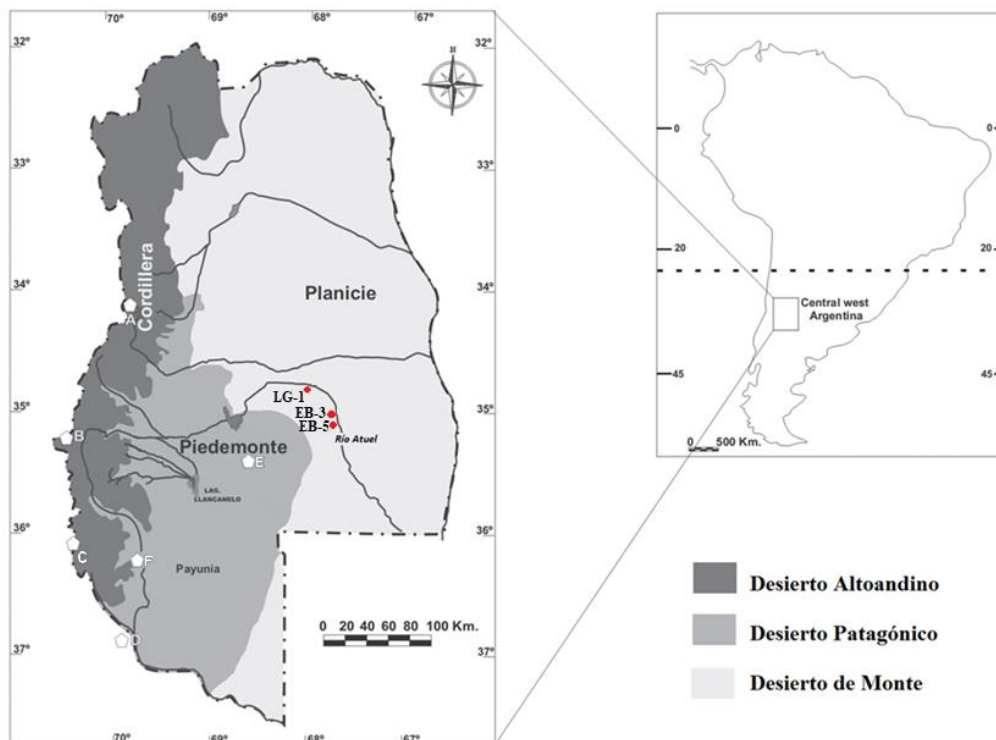 70°
69°
68°
67°
32°
32°
N
33°
33°
Cordillera
34°
34°
Planicie
A
LG-1
EB-3
EB-5
Río Atuel
35°
35°
B
Piedemonte
E
LAG. LLANCANELO
36°
36°
C
F
Payunia
D
0 20 40 60 80 100 Km.
37°
37°
70°
69°
68°
67°
0
0
20
20
Central west
Argentina
45
45
0 500 Km.
Desierto Altoandino
Desierto Patagónico
Desierto de Monte